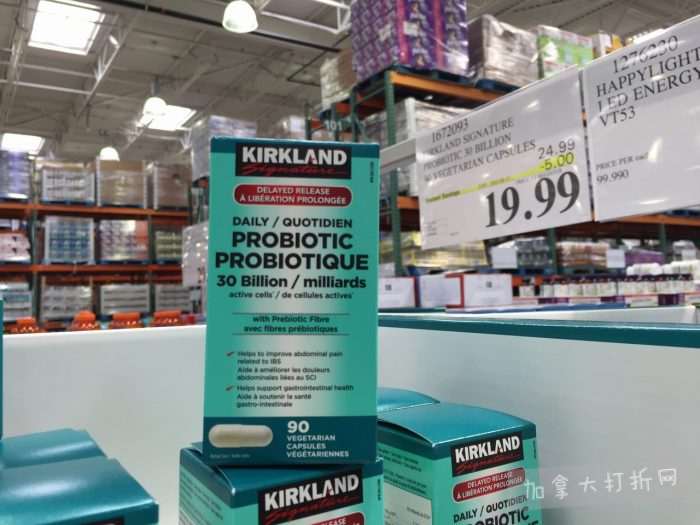 KIRKLAND
Signature
DELAYED RELEASE
À LIBÉRATION PROLONGÉE
DAILY / QUOTIDIEN
PROBIOTIC
PROBIOTIQUE
30 Billion / milliards
active cells / de cellules actives
with Prebiotic Fibre
avec fibres prébiotiques
Helps to improve abdominal pain
related to IBS
Aide à améliorer les douleurs
abdominales liées au SCI
Helps support gastrointestinal health
Aide à soutenir la santé
gastro-intestinale
90
VEGETARIAN
CAPSULES
VÉGÉTARIENNES
101
1672093
KIRKLAND SIGNATURE
PROBIOTIC 30 BILLION
90 VEGETARIAN CAPSULES
24.99
-5.00
19.99
1276230
HAPPYLIGHT
LED ENERGY
VT53
PRICE PER
99.990
KIRKLAND
Signature
DELAYED RELEASE
À LIBÉRATION PROLONGÉE
KIRKLAND
Signature
DELAYED RELEASE
À LIBÉRATION PROLONGÉE
DAILY / QUOTIDIEN
PROBIOTIC
加拿大打折网